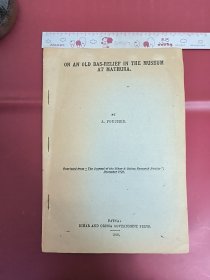 ON AN OLD BAS-RELIEF IN THE MUSEUM
AT MATHURA.
BY
A. FOUCHER.
Reprinted from "The Journal of the Bihar & Orissa Research Society",
PATNA:
BIHAR AND ORISSA GOVERNMENT PRESS.